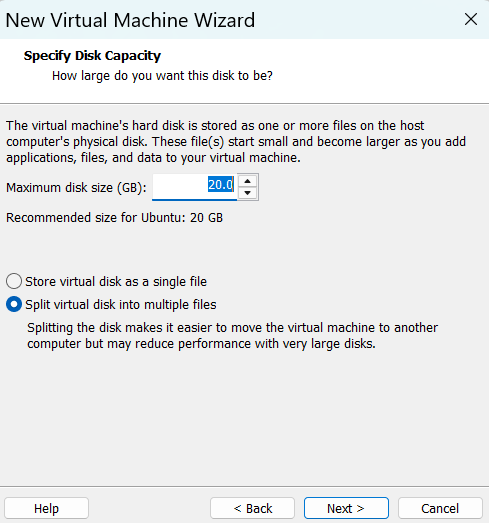 New Virtual Machine Wizard
Specify Disk Capacity
How large do you want this disk to be?
The virtual machine's hard disk is stored as one or more files on the host
computer's physical disk. These file(s) start small and become larger as you add
applications, files, and data to your virtual machine.
Maximum disk size (GB): 20.0
Recommended size for Ubuntu: 20 GB
Store virtual disk as a single file
Split virtual disk into multiple files
Splitting the disk makes it easier to move the virtual machine to another
computer but may reduce performance with very large disks.
Help < Back Next > Cancel